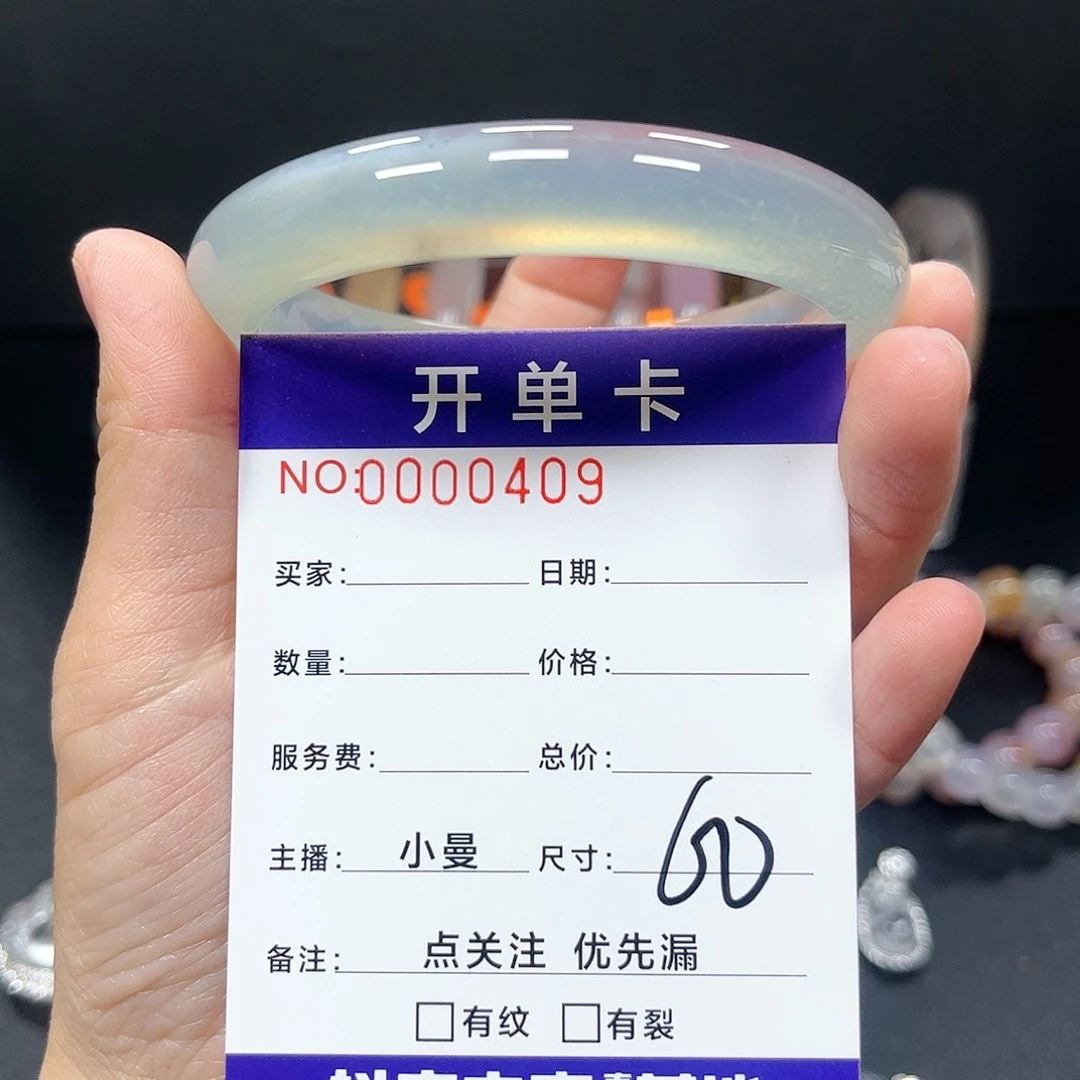 开单卡
NO:0000409
买家: 日期:
数量: 价格:
服务费: 总价:
主播: 小曼 尺寸: 60
备注: 点关注 优先漏
有纹 有裂